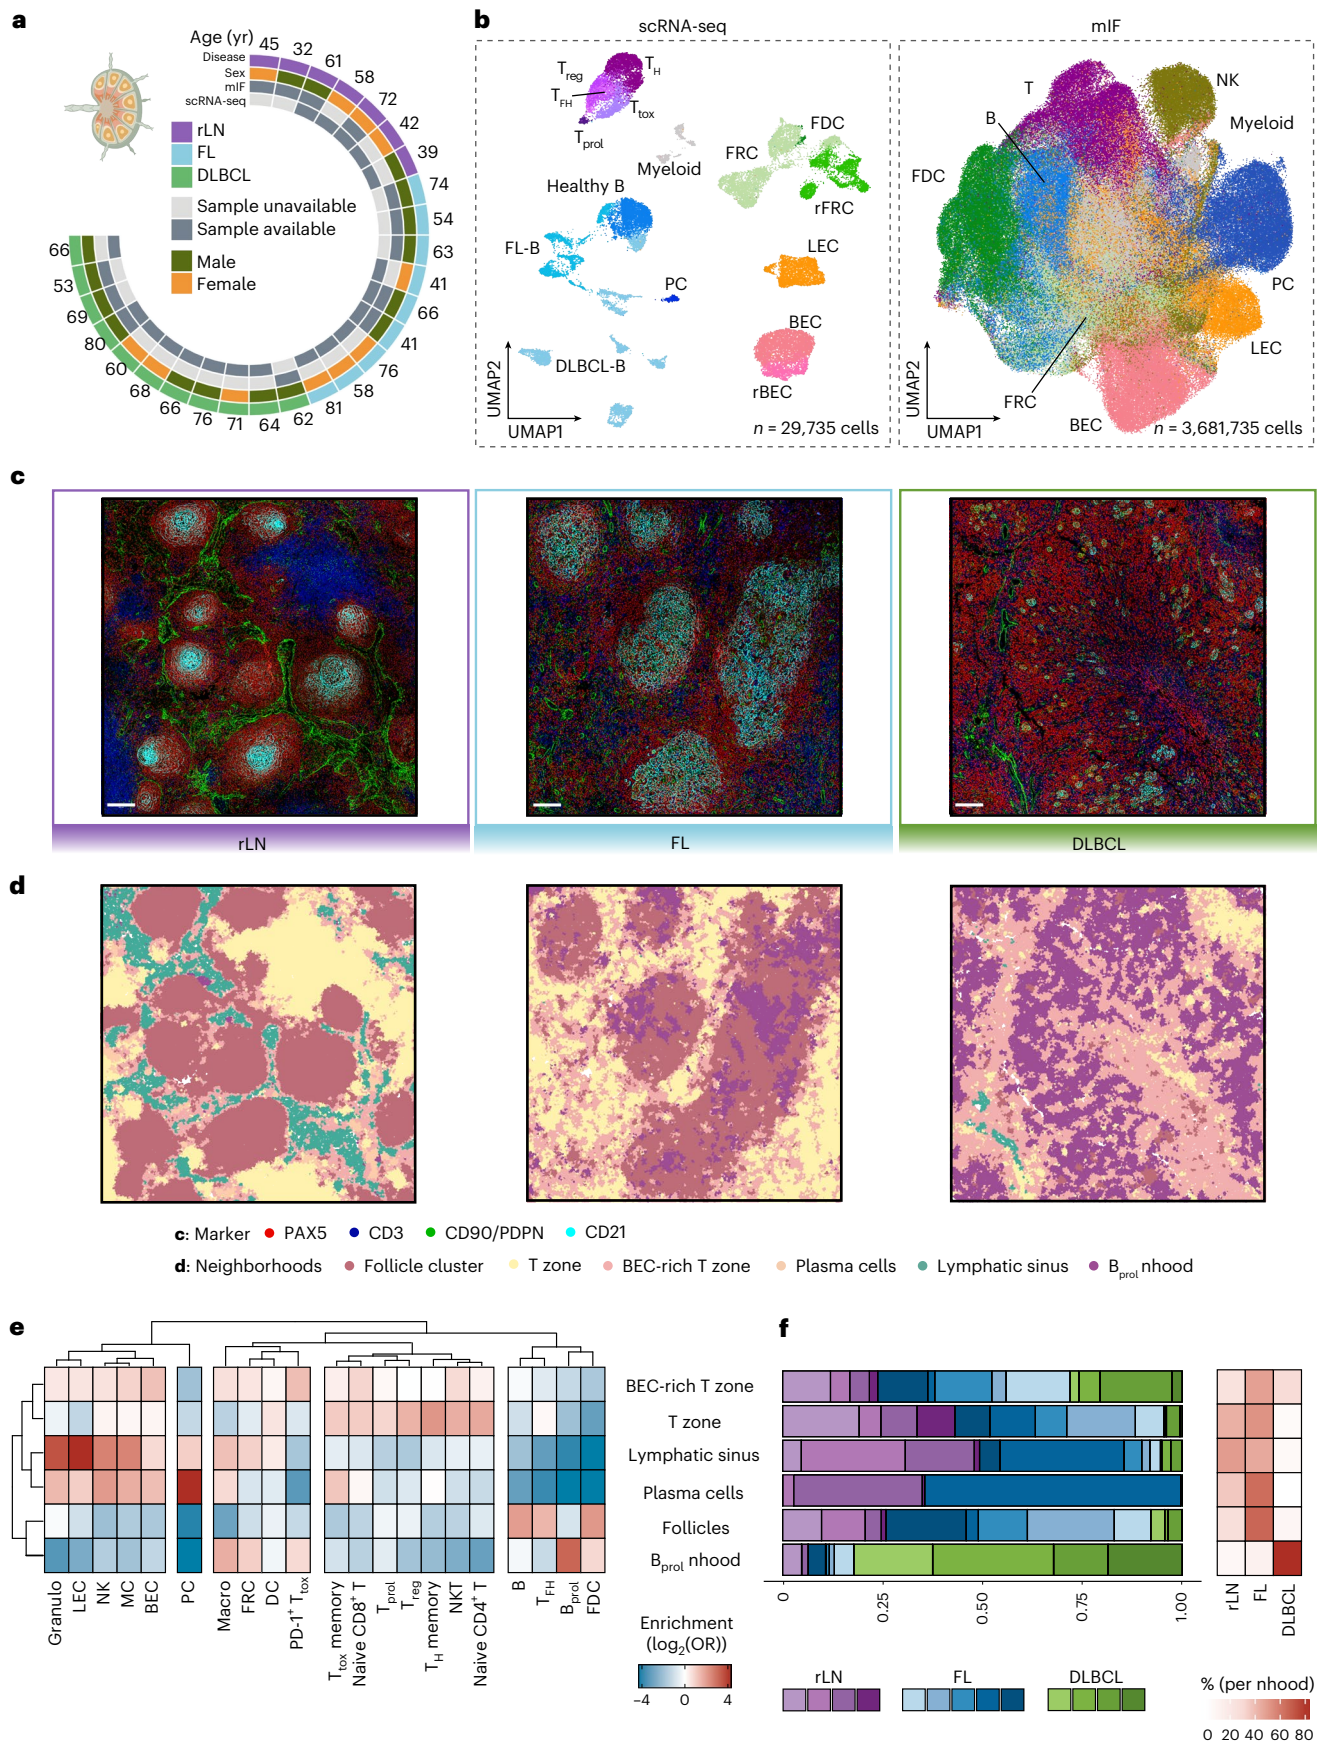 a
Age (yr)
Disease
Sex
mIF
scRNA-seq
45
32
61
58
72
42
39
74
54
63
41
66
41
76
58
81
62
64
71
76
66
68
60
80
69
53
66
rLN
FL
DLBCL
Sample unavailable
Sample available
Male
Female
b
scRNA-seq
mIF
Treg
TH
TFH
Ttox
Tprol
Myeloid
FDC
FRC
rFRC
Healthy B
FL-B
PC
LEC
BEC
DLBCL-B
rBEC
UMAP2
UMAP1
n = 29,735 cells
T
NK
B
Myeloid
FDC
PC
LEC
FRC
BEC
UMAP2
UMAP1
n = 3,681,735 cells
c
rLN
FL
DLBCL
d
c: Marker PAX5 CD3 CD90/PDPN CD21
d: Neighborhoods Follicle cluster T zone BEC-rich T zone Plasma cells Lymphatic sinus Bprol nhood
e
Granulo
LEC
NK
MC
BEC
PC
Macro
FRC
DC
PD-1+ Ttox
Ttox memory
Naive CD8+ T
Tprol
Treg
TH memory
NKT
Naive CD4+ T
B
TFH
Bprol
FDC
Enrichment
(log2(OR))
−4 0 4
f
BEC-rich T zone
T zone
Lymphatic sinus
Plasma cells
Follicles
Bprol nhood
0
0.25
0.50
0.75
1.00
rLN
FL
DLBCL
rLN
FL
DLBCL
% (per nhood)
0 20 40 60 80